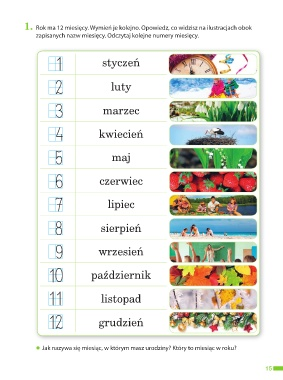 1. Rok ma 12 miesięcy. Wymień je kolejno. Opowiedz, co widzisz na ilustracjach obok
zapisanych nazw miesięcy. Odczytaj kolejne numery miesięcy.
1 styczeń
2 luty
3 marzec
4 kwiecień
5 maj
6 czerwiec
7 lipiec
8 sierpień
9 wrzesień
10 październik
11 listopad
12 grudzień
Jak nazywa się miesiąc, w którym masz urodziny? Który to miesiąc w roku?
15